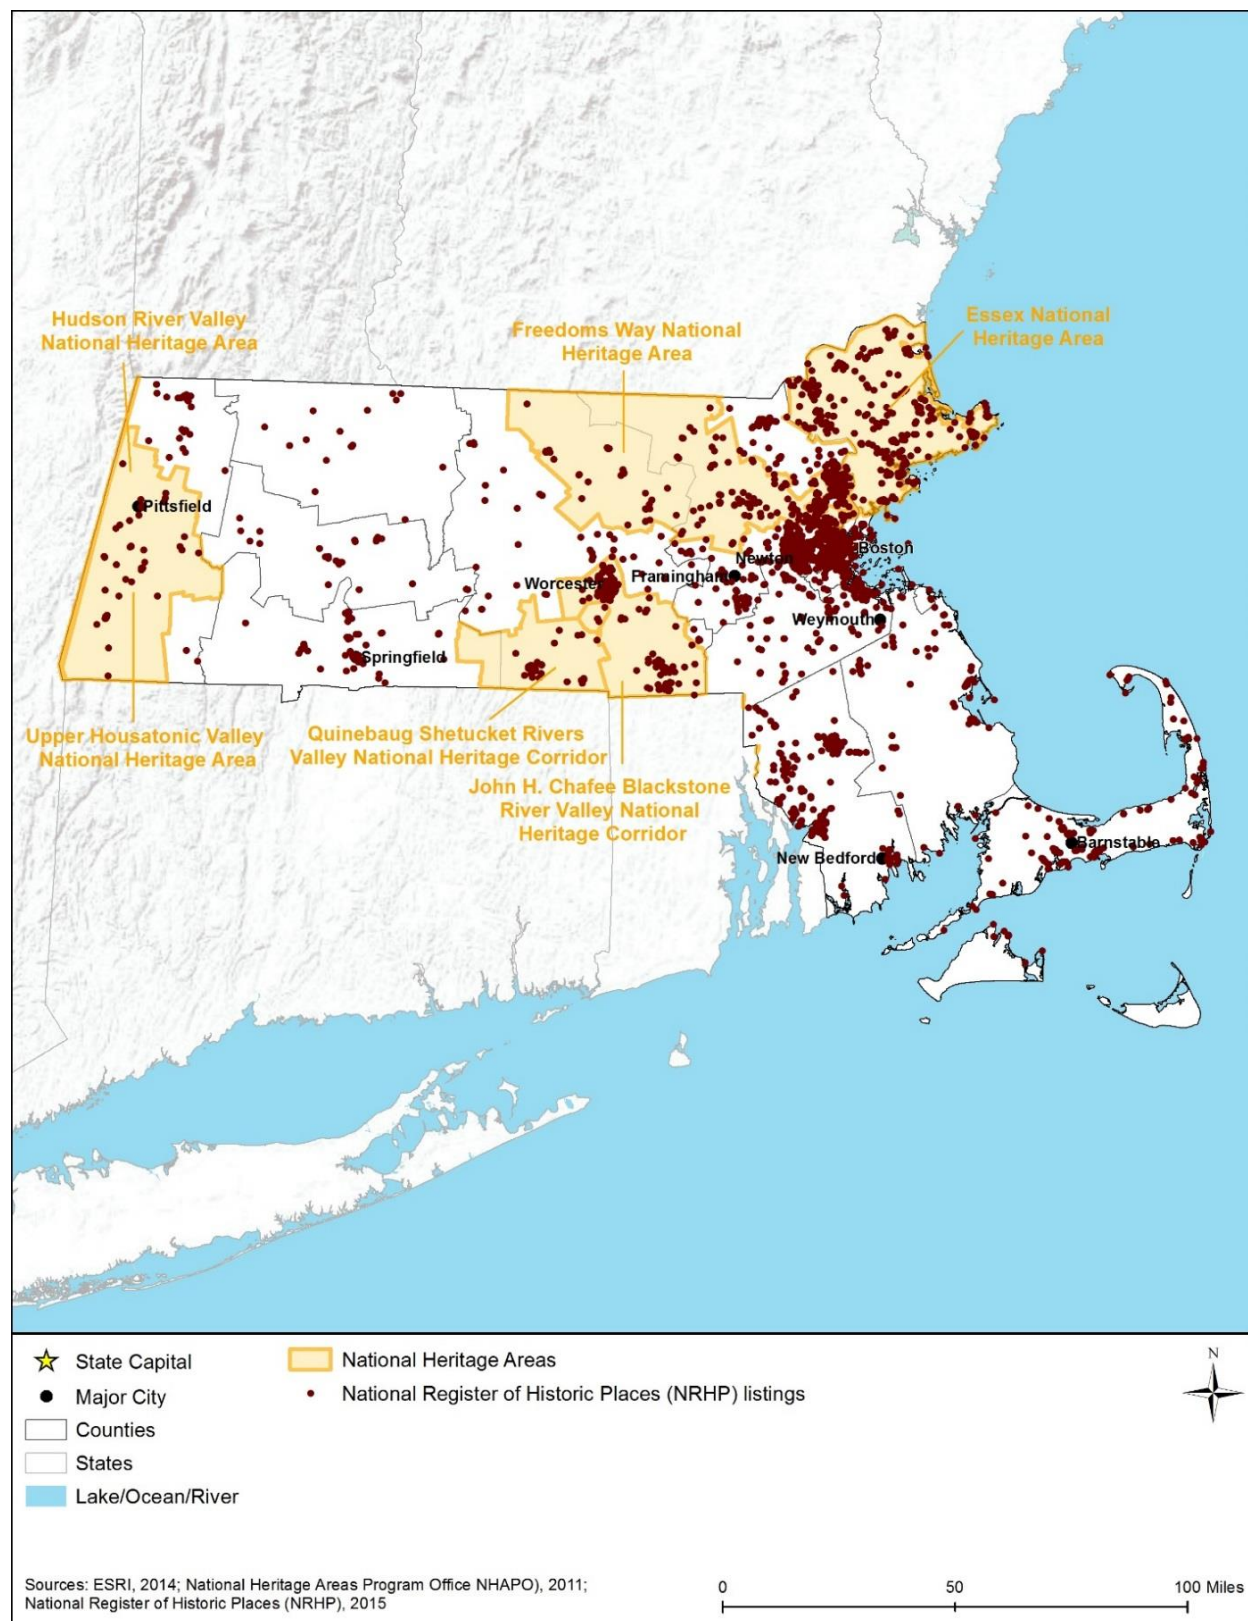 Hudson River Valley
National Heritage Area
Freedoms Way National
Heritage Area
Essex National
Heritage Area
Pittsfield
Boston
Newton
Framingham
Worcester
Weymouth
Springfield
Upper Housatonic Valley
National Heritage Area
Quinebaug Shetucket Rivers
Valley National Heritage Corridor
John H. Chafee Blackstone
River Valley National
Heritage Corridor
New Bedford
Barnstable
State Capital
Major City
Counties
States
Lake/Ocean/River
National Heritage Areas
National Register of Historic Places (NRHP) listings
N
Sources: ESRI, 2014; National Heritage Areas Program Office NHAPO), 2011;
National Register of Historic Places (NRHP), 2015
0 50 100 Miles